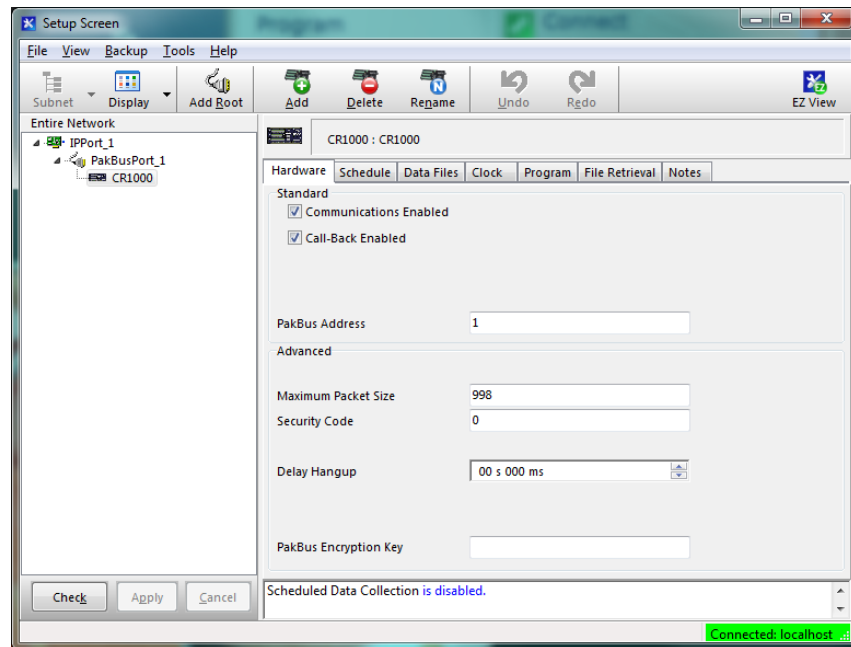 Program
Connect
Setup Screen
File View Backup Tools Help
Subnet Display Add Root Add Delete Rename Undo Redo EZ View
Entire Network
IPPort_1
PakBusPort_1
CR1000
CR1000 : CR1000
Hardware Schedule Data Files Clock Program File Retrieval Notes
Standard
Communications Enabled
Call-Back Enabled
PakBus Address 1
Advanced
Maximum Packet Size 998
Security Code 0
Delay Hangup 00 s 000 ms
PakBus Encryption Key
Check Apply Cancel
Scheduled Data Collection is disabled.
Connected: localhost